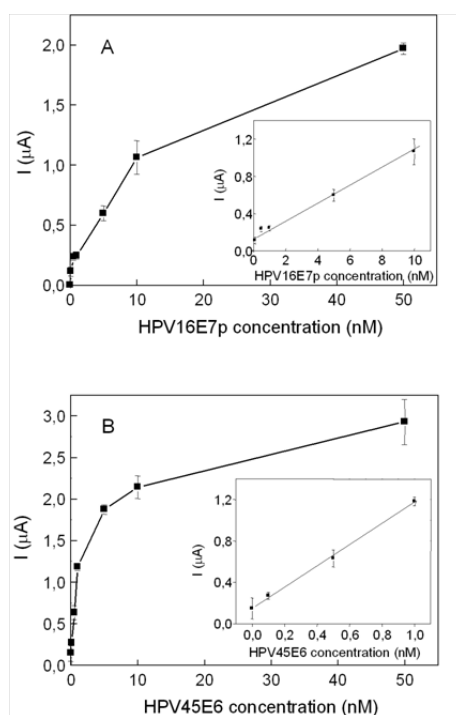 A
2,0
1,5
1,0
0,5
0,0
I (µA)
0 10 20 30 40 50
HPV16E7p concentration (nM)
1,2
0,8
0,4
0,0
I (µA)
0 2 4 6 8 10
HPV16E7p concentration (nM)
B
3,0
2,5
2,0
1,5
1,0
0,5
0,0
I (µA)
0 10 20 30 40 50
HPV45E6 concentration (nM)
1,2
0,8
0,4
0,0
I (µA)
0,0 0,2 0,4 0,6 0,8 1,0
HPV45E6 concentration (nM)